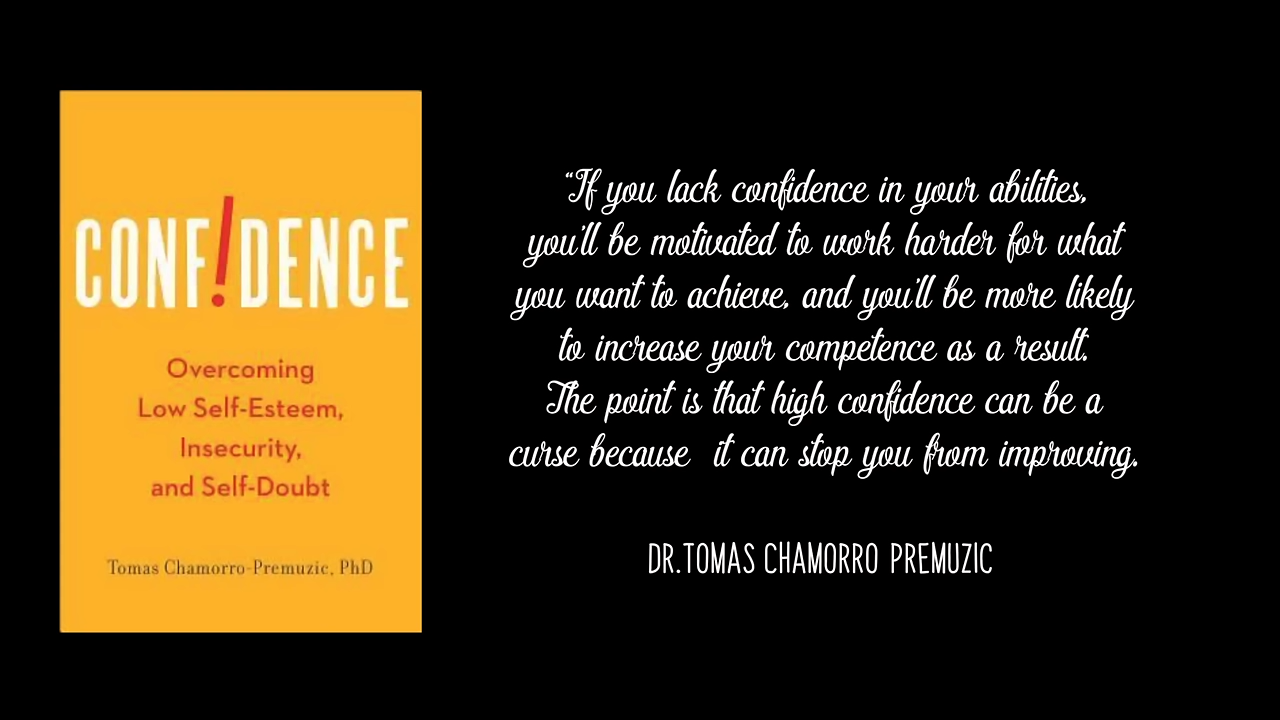 CONF!DENCE
Overcoming
Low Self-Esteem,
Insecurity,
and Self-Doubt
Tomas Chamorro-Premuzic, PhD
“If you lack confidence in your abilities,
you'll be motivated to work harder for what
you want to achieve, and you'll be more likely
to increase your competence as a result.
The point is that high confidence can be a
curse because it can stop you from improving.
DR.TOMAS CHAMORRO PREMUZIC